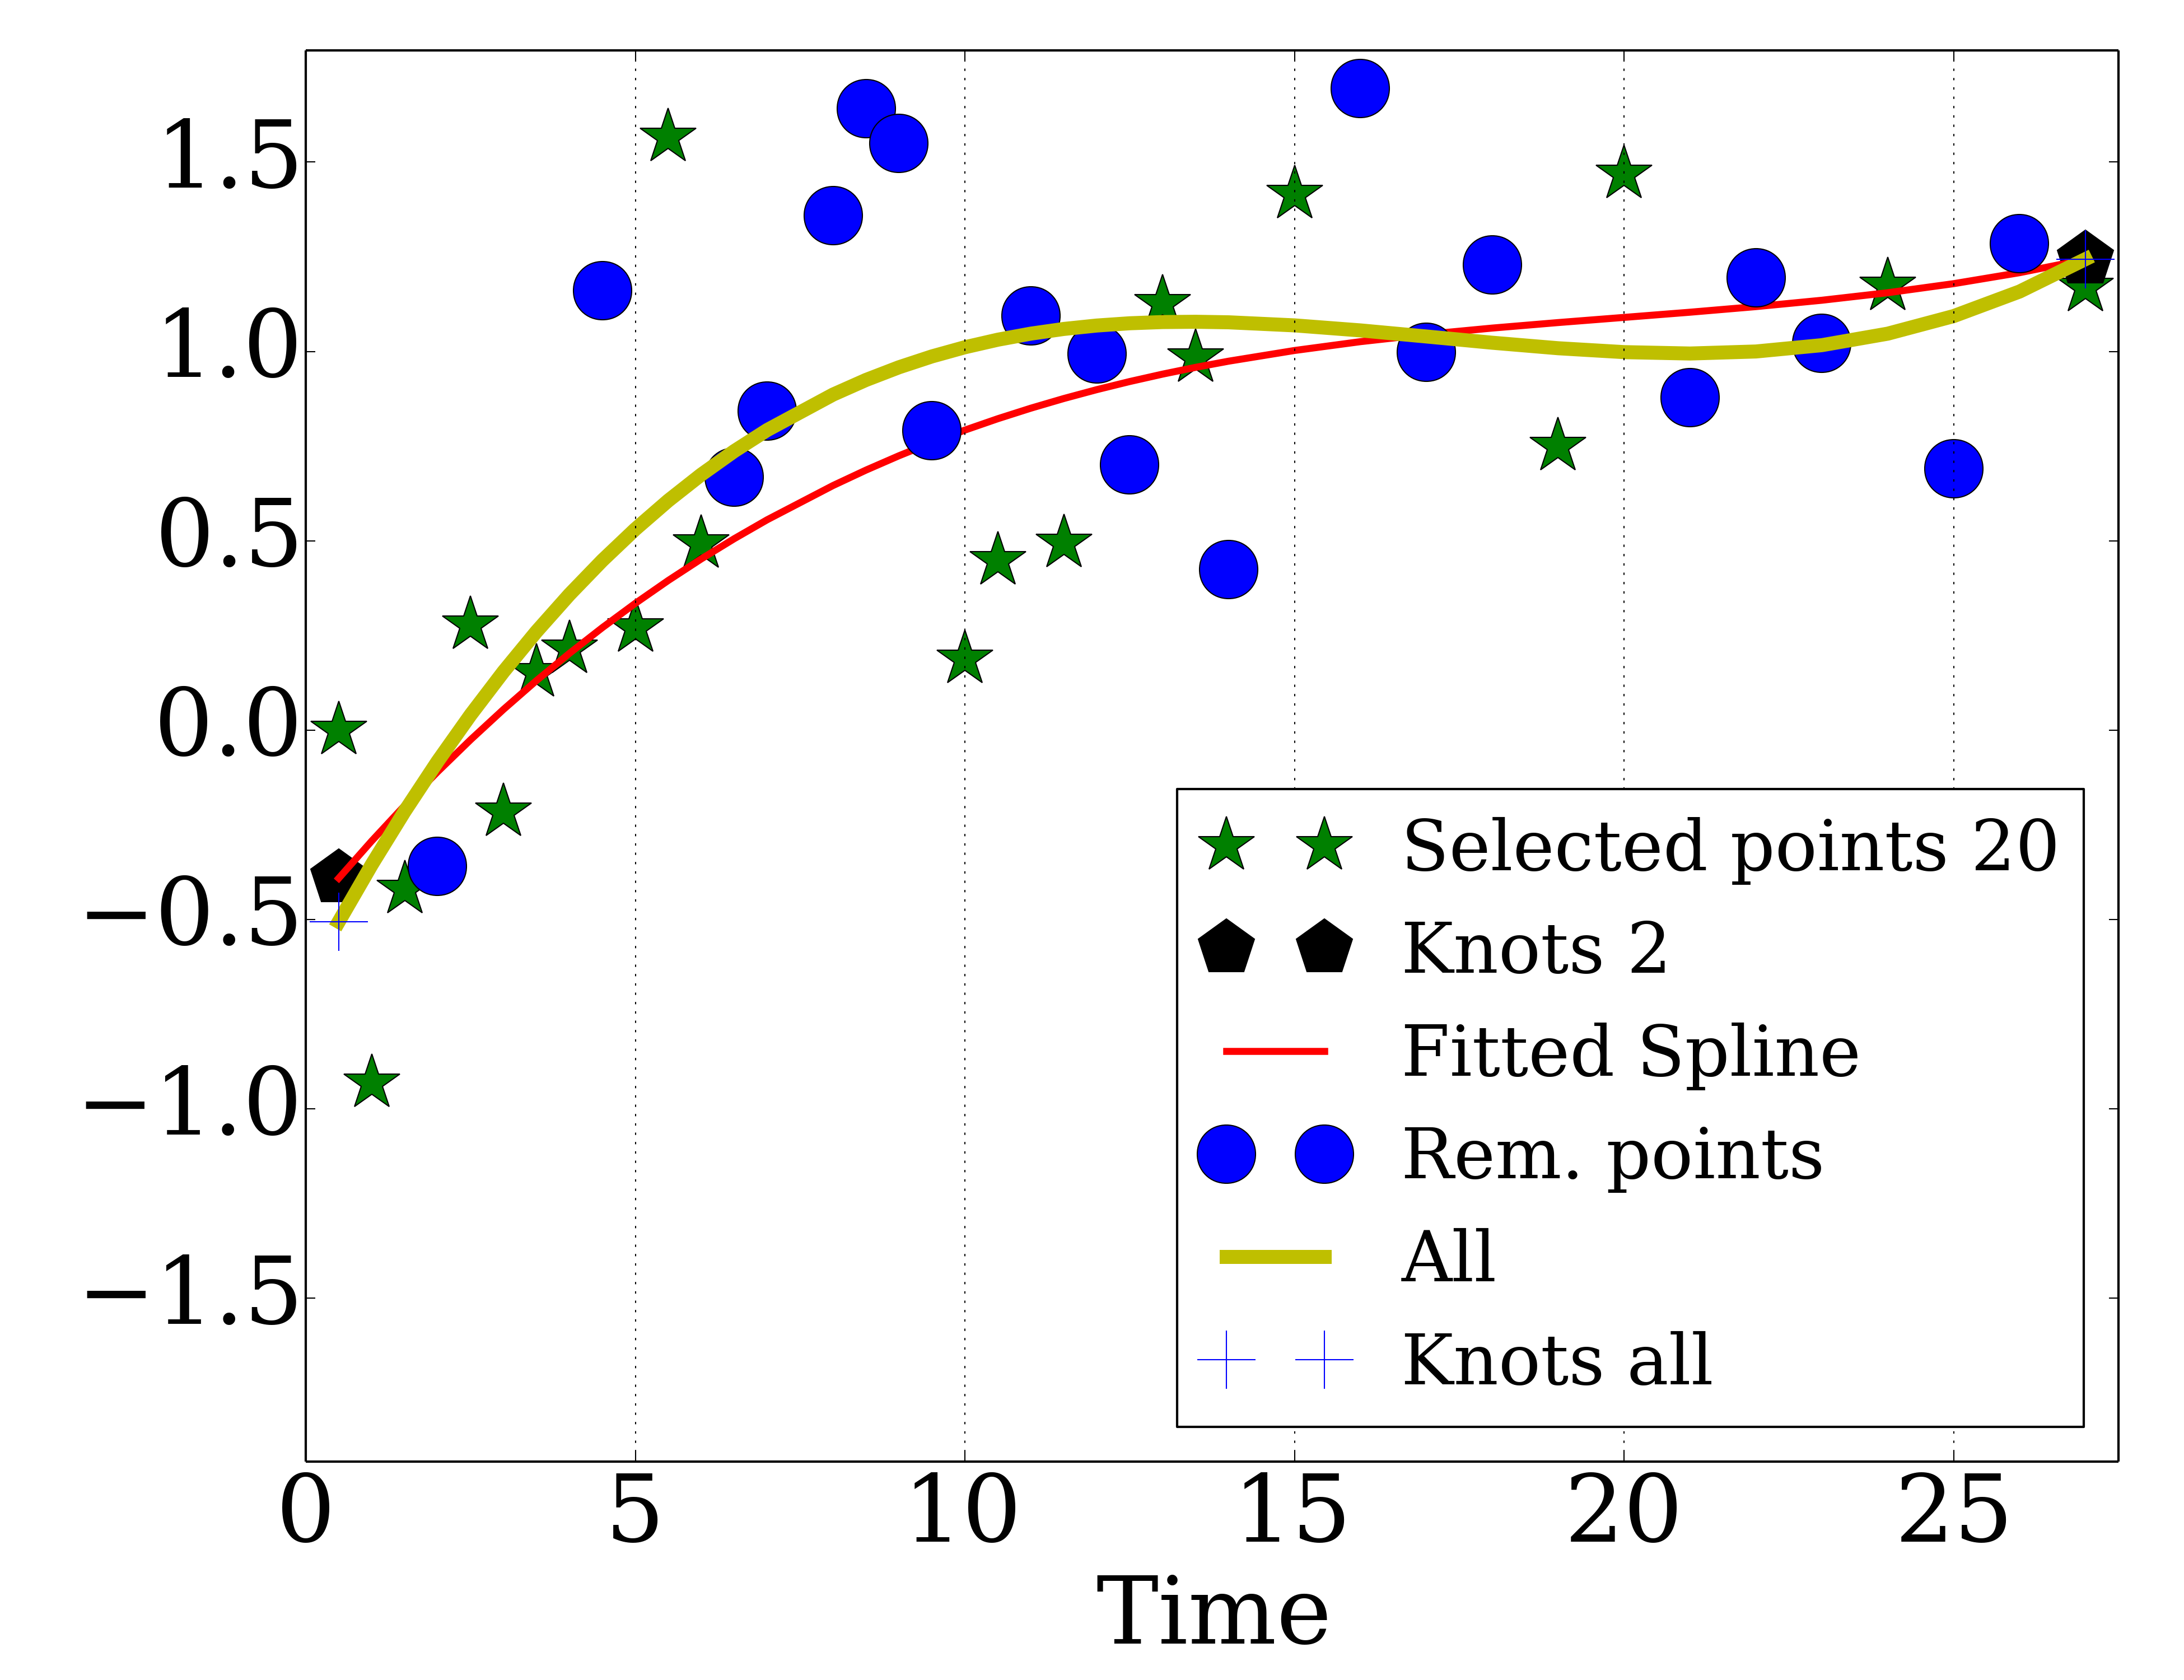 1.5
1.0
0.5
0.0
−0.5
−1.0
−1.5
Selected points 20
Knots 2
Fitted Spline
Rem. points
All
Knots all
0 5 10 15 20 25
Time